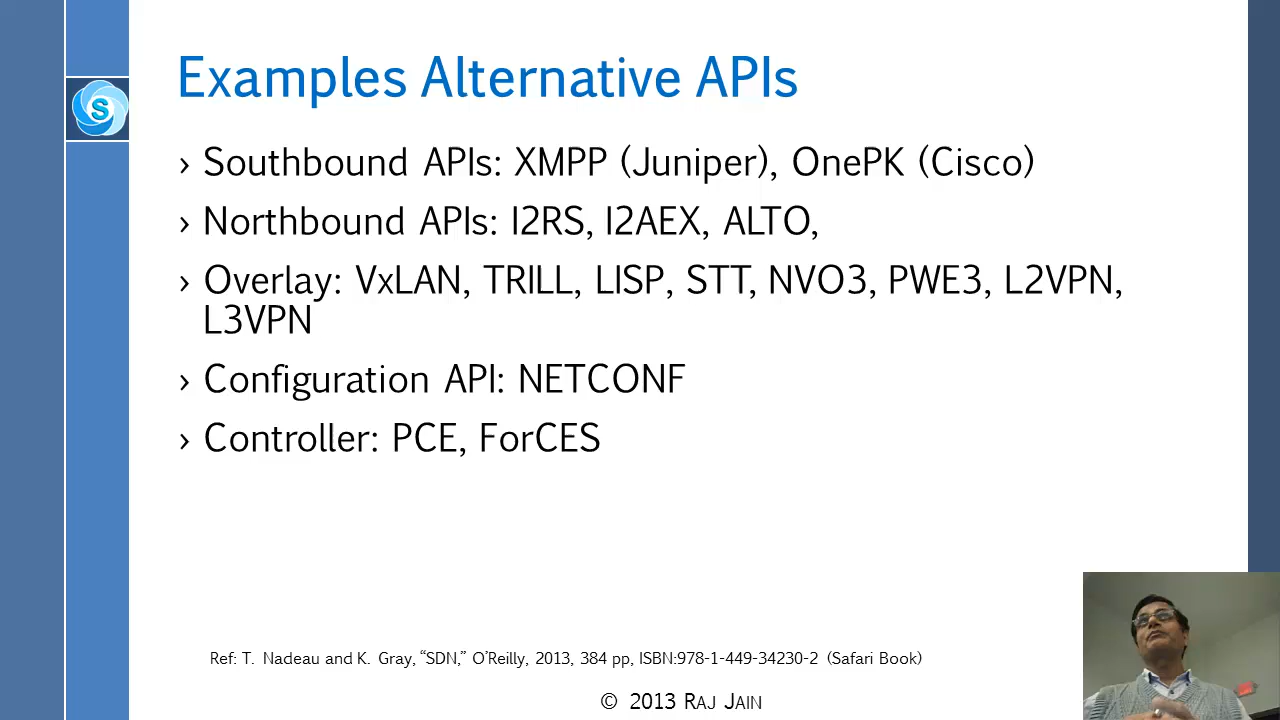 Examples Alternative APIs
S
› Southbound APIs: XMPP (Juniper), OnePK (Cisco)
› Northbound APIs: I2RS, I2AEX, ALTO,
› Overlay: VxLAN, TRILL, LISP, STT, NVO3, PWE3, L2VPN,
L3VPN
› Configuration API: NETCONF
› Controller: PCE, ForCES
Ref: T. Nadeau and K. Gray, “SDN,” O’Reilly, 2013, 384 pp, ISBN:978-1-449-34230-2 (Safari Book)
© 2013 RAJ JAIN